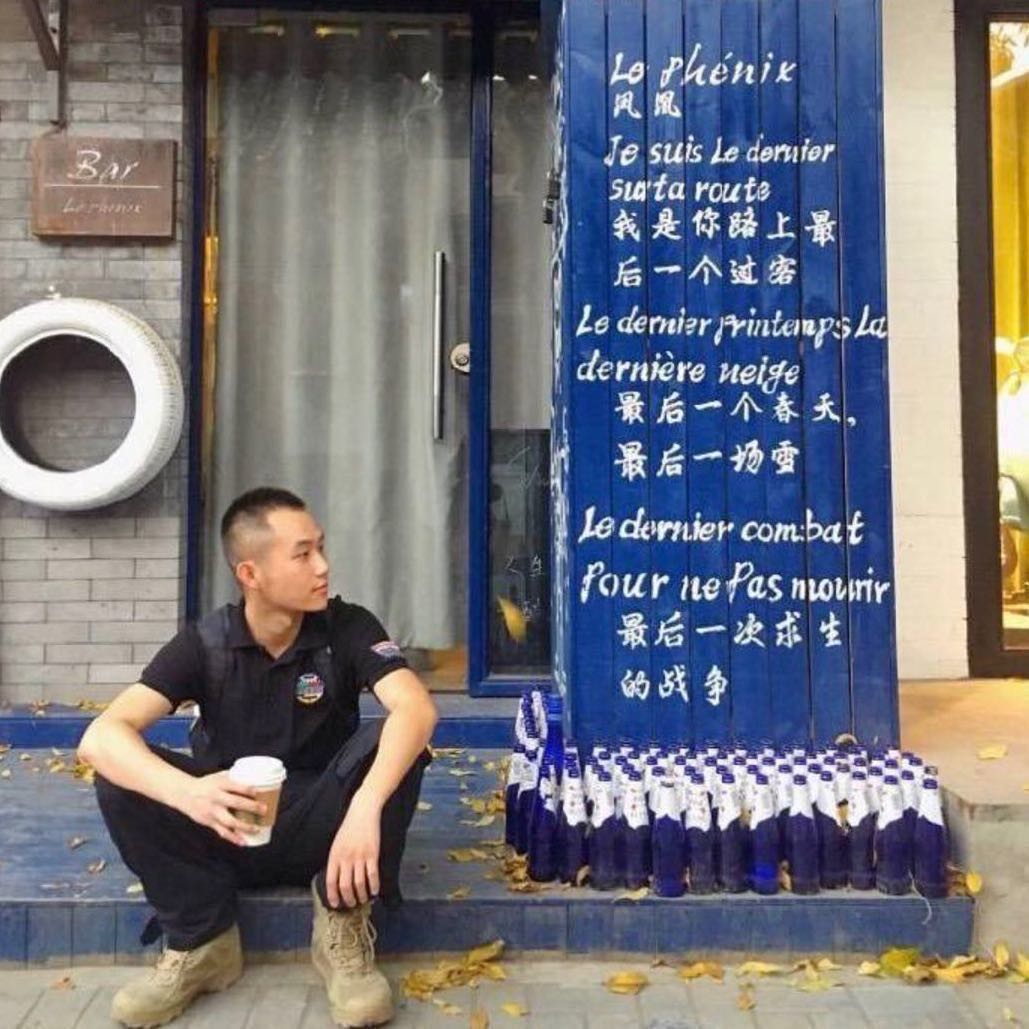 Bar
Le phénix
Le Phénix
凤凰
Je suis Le dernier
sur ta route
我是你路上最
后一个过客
Le dernier printemps La
dernière neige
最后一个春天,
最后一场雪
Le dernier combat
Pour ne Pas mourir
最后一次求生
的战争